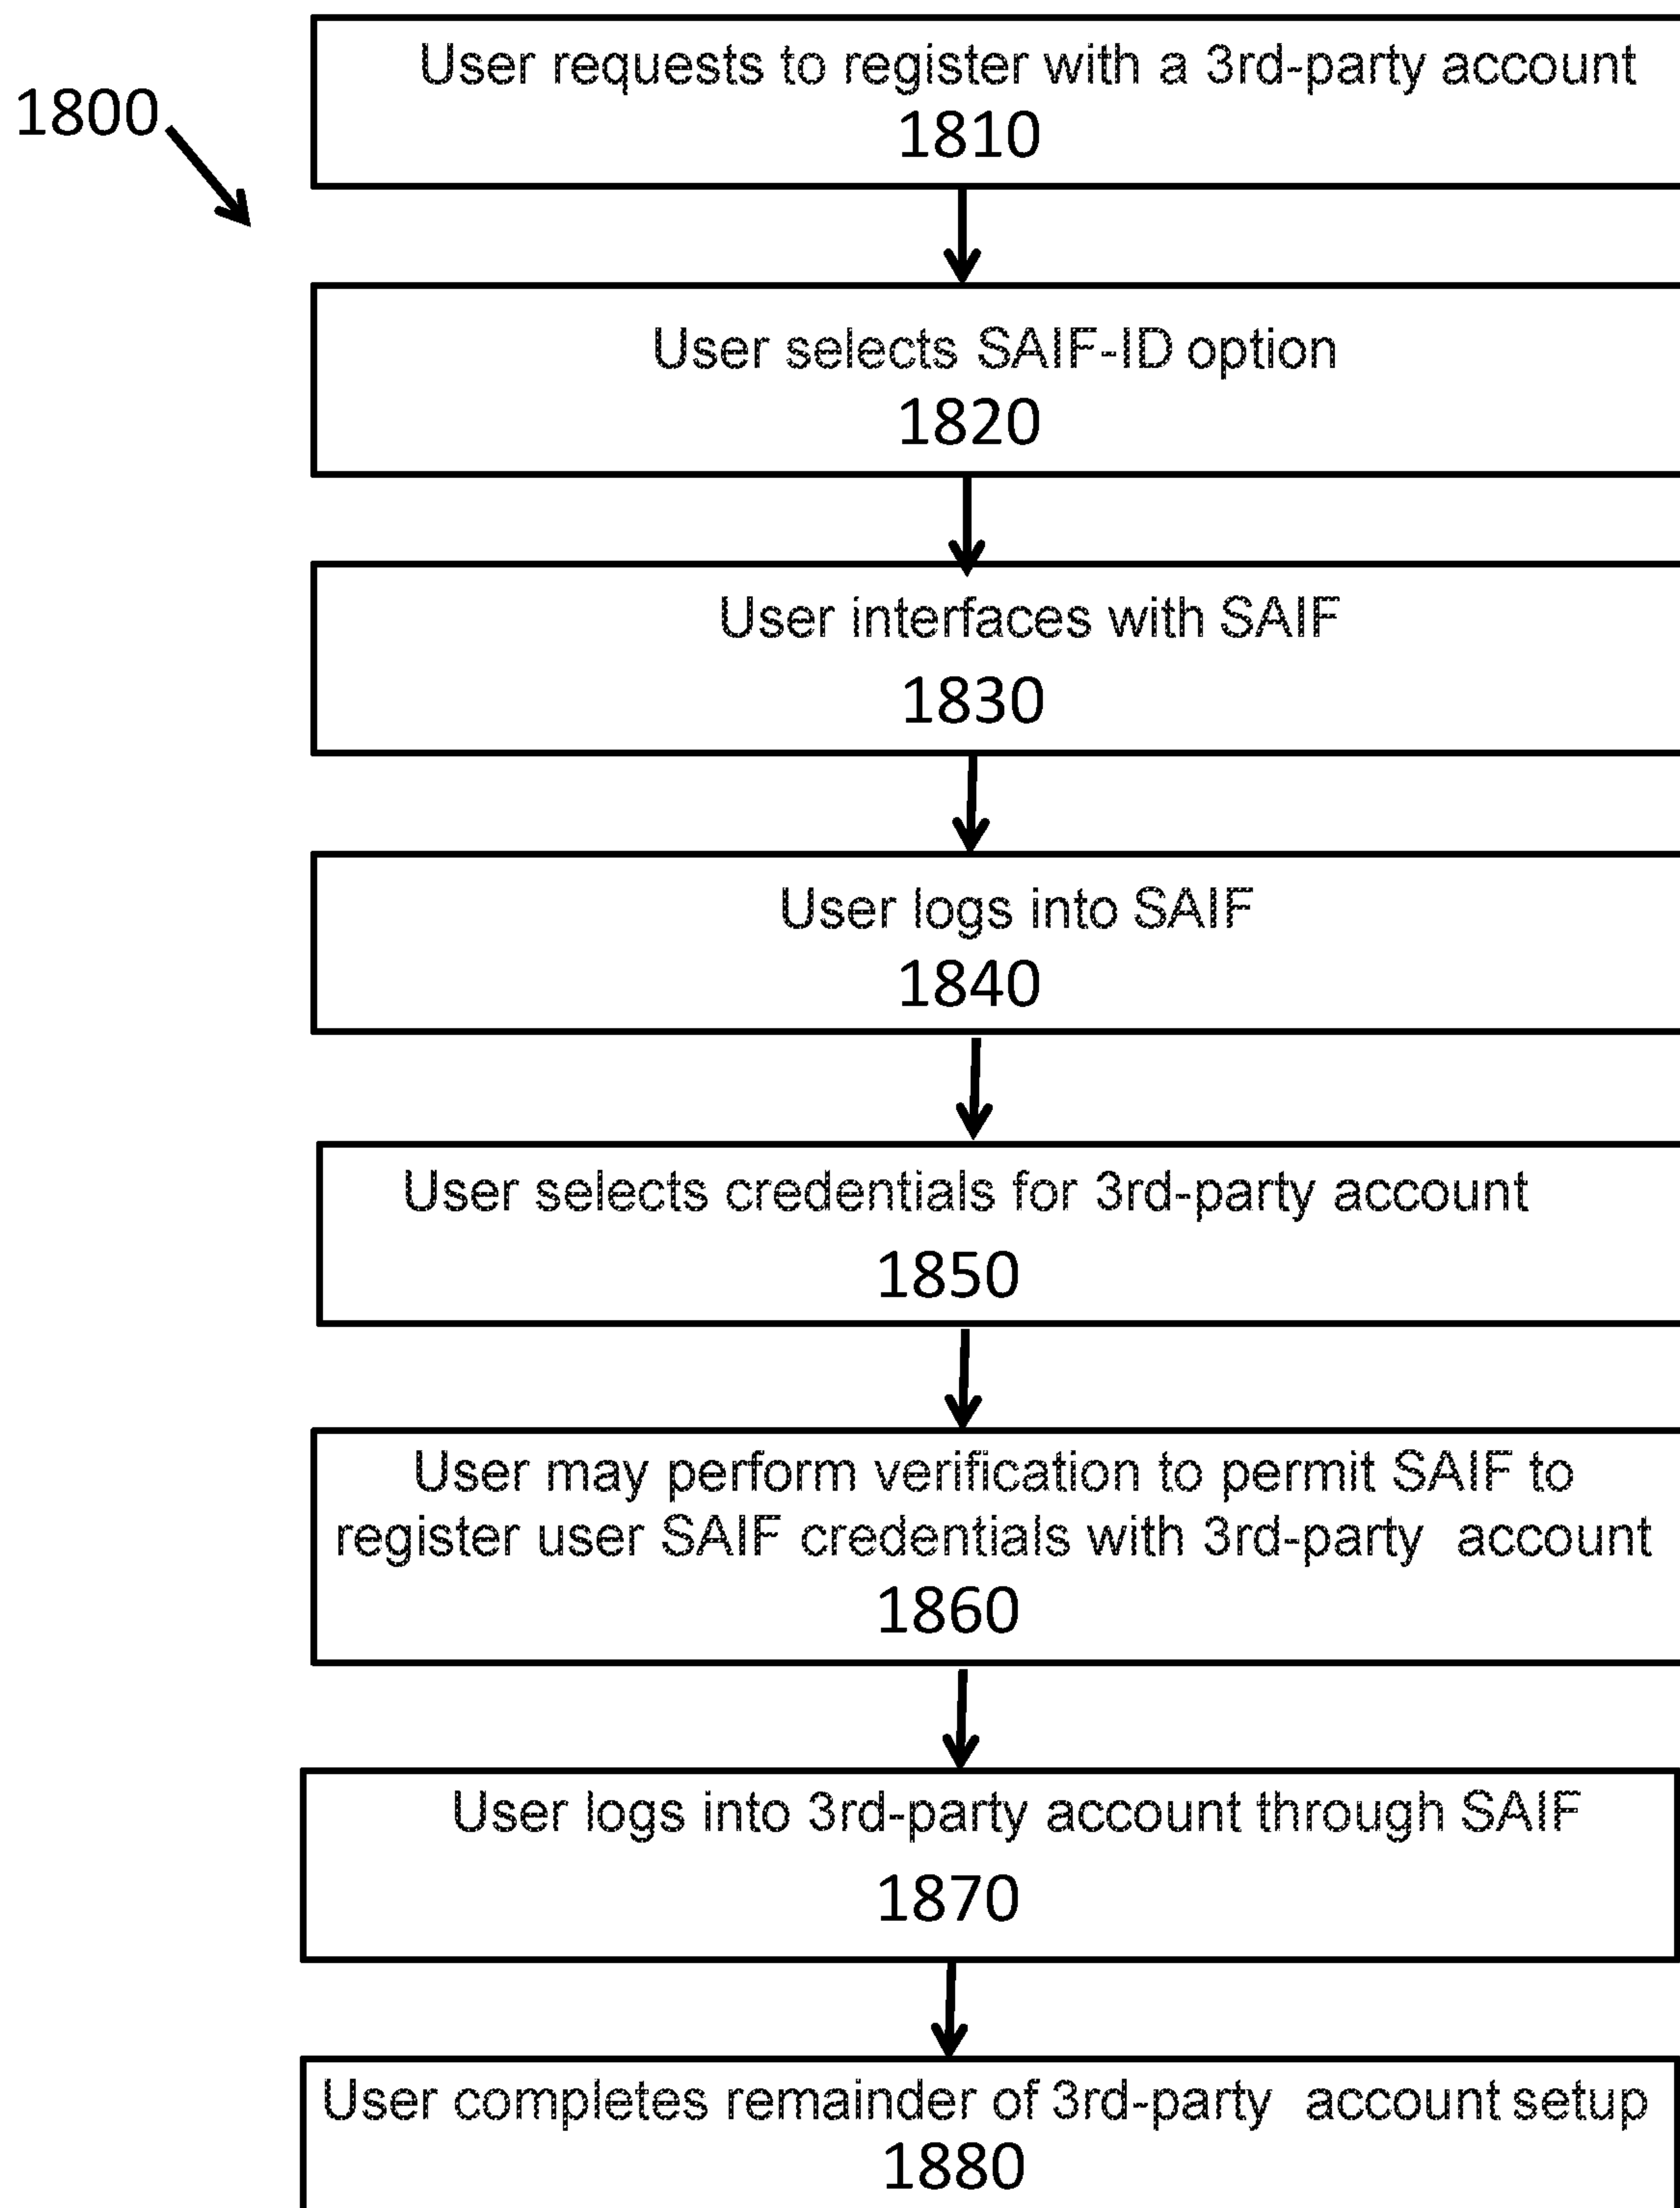 User requests to register with a 3rd-party account
1810
1800
User selects SAIF-ID option
1820
User interfaces with SAIF
1830
User logs into SAIF
1840
User selects credentials for 3rd-party account
1850
User may perform verification to permit SAIF to
register user SAIF credentials with 3rd-party account
1860
User logs into 3rd-party account through SAIF
1870
User completes remainder of 3rd-party account setup
1880